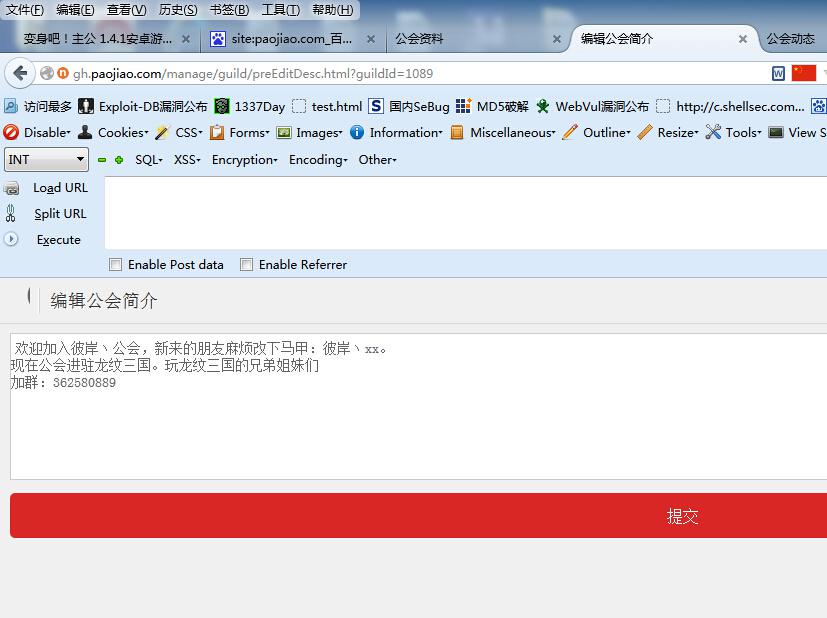 文件(F) 编辑(E) 查看(V) 历史(S) 书签(B) 工具(T) 帮助(H)
变身吧！主公 1.4.1安卓游... × site:paojiao.com_百... × 公会资料 × 编辑公会简介 × 公会动态
gh.paojiao.com/manage/guild/preEditDesc.html?guildId=1089
访问最多 Exploit-DB漏洞公布 1337Day test.html 国内SeBug MD5破解 WebVul漏洞公布 http://c.shellsec.com...
Disable Cookies CSS Forms Images Information Miscellaneous Outline Resize Tools View S
INT SQL XSS Encryption Encoding Other
Load URL
Split URL
Execute
Enable Post data Enable Referrer
编辑公会简介
欢迎加入彼岸丶公会，新来的朋友麻烦改下马甲：彼岸丶xx。
现在公会进驻龙纹三国。玩龙纹三国的兄弟姐妹们
加群：362580889
提交